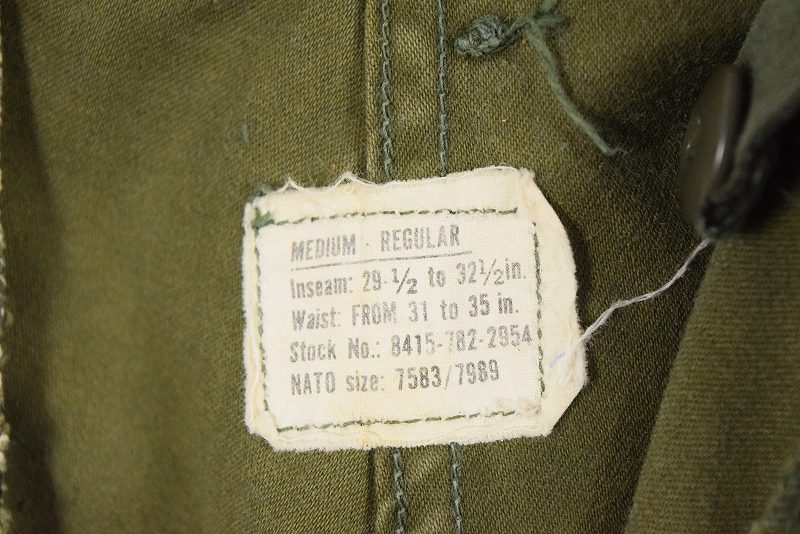 MEDIUM - REGULAR
Inseam: 29-1/2 to 32 1/2 in.
Waist: FROM 31 to 35 in.
Stock No.: 8415-782-2954
NATO size: 7583/7989